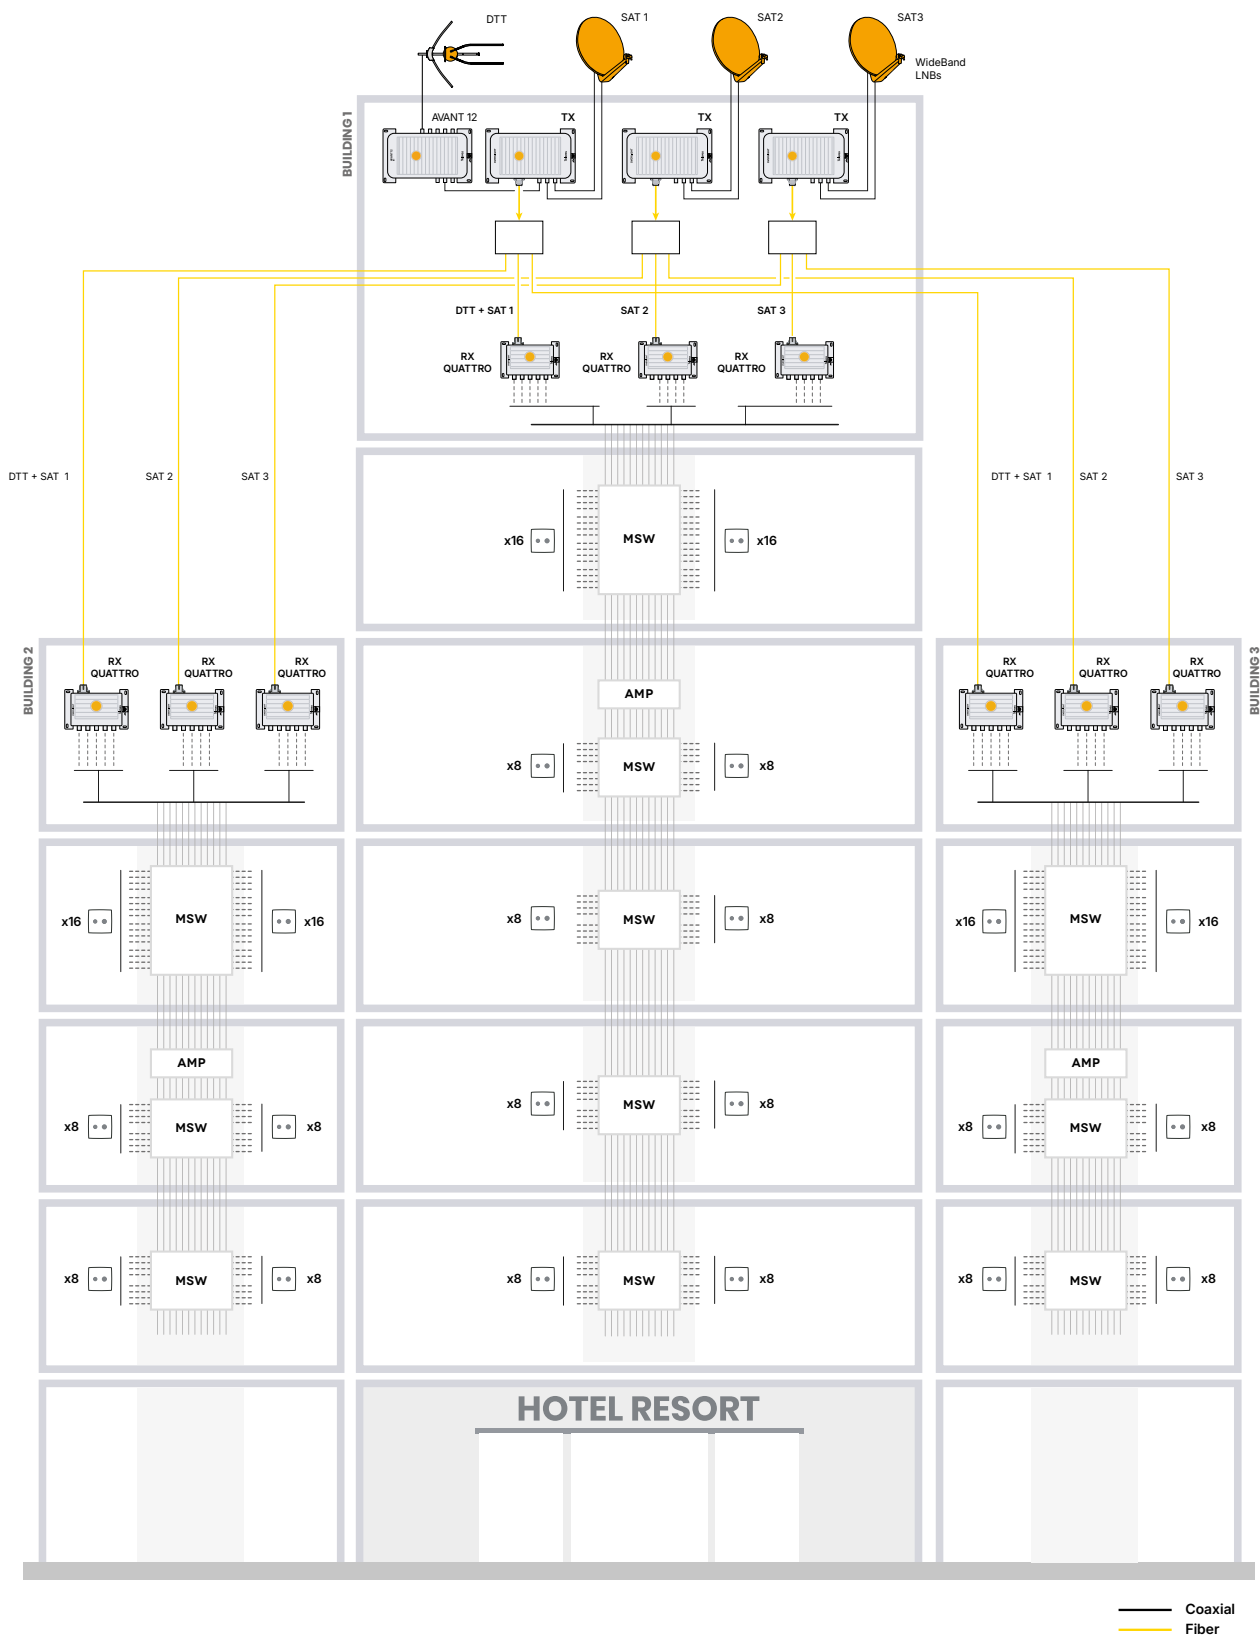 DTT
SAT 1
SAT2
SAT3
WideBand
LNBs
BUILDING 1
AVANT 12
TX
TX
TX
DTT + SAT 1
SAT 2
SAT 3
RX
QUATTRO
RX
QUATTRO
RX
QUATTRO
DTT + SAT 1
SAT 2
SAT 3
DTT + SAT 1
SAT 2
SAT 3
x16
MSW
x16
BUILDING 2
RX
QUATTRO
RX
QUATTRO
RX
QUATTRO
AMP
x8
MSW
x8
RX
QUATTRO
RX
QUATTRO
RX
QUATTRO
BUILDING 3
x16
MSW
x16
x8
MSW
x8
x16
MSW
x16
AMP
x8
MSW
x8
x8
MSW
x8
AMP
x8
MSW
x8
x8
MSW
x8
x8
MSW
x8
x8
MSW
x8
HOTEL RESORT
Coaxial
Fiber